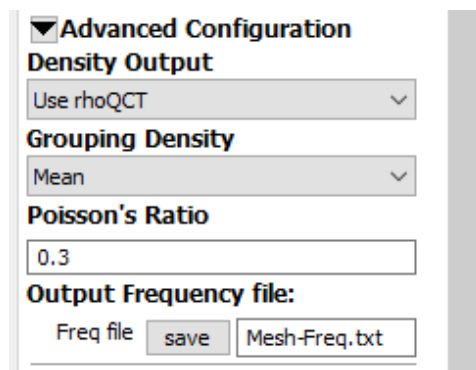 Advanced Configuration
Density Output
Use rhoQCT
Grouping Density
Mean
Poisson's Ratio
0.3
Output Frequency file:
Freq file save Mesh-Freq.txt